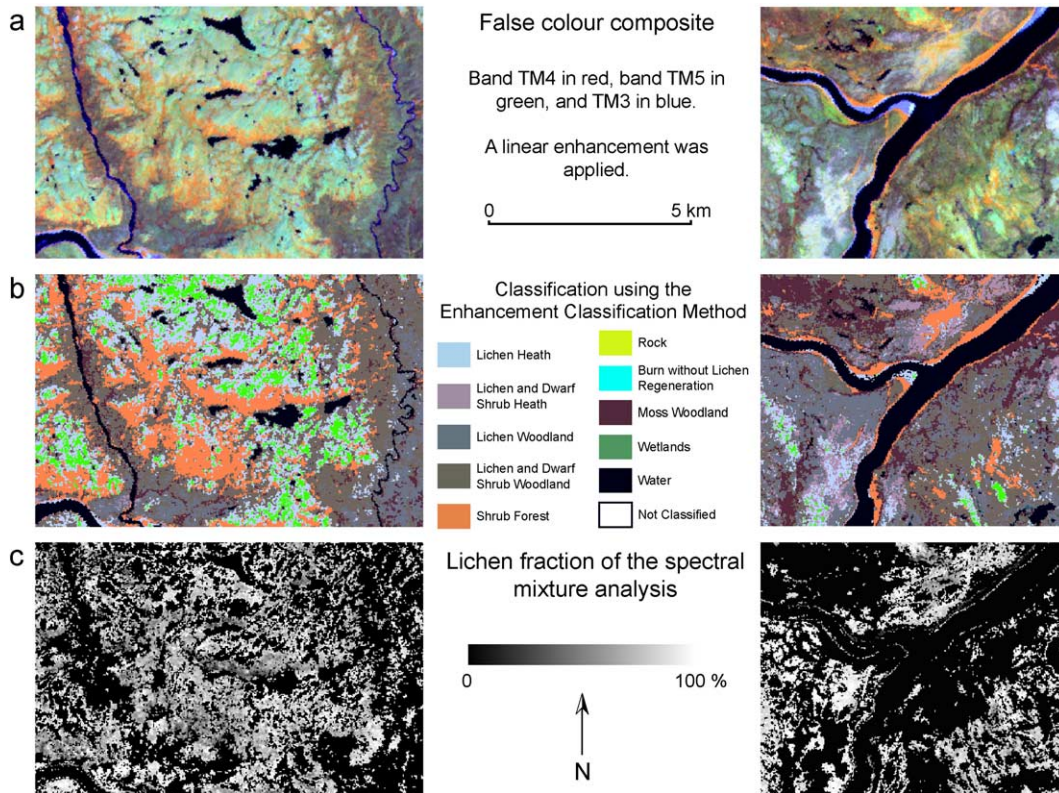 a
False colour composite
Band TM4 in red, band TM5 in
green, and TM3 in blue.
A linear enhancement was
applied.
0 5 km
b
Classification using the
Enhancement Classification Method
Lichen Heath
Lichen and Dwarf
Shrub Heath
Lichen Woodland
Lichen and Dwarf
Shrub Woodland
Shrub Forest
Rock
Burn without Lichen
Regeneration
Moss Woodland
Wetlands
Water
Not Classified
c
Lichen fraction of the spectral
mixture analysis
0 100 %
N